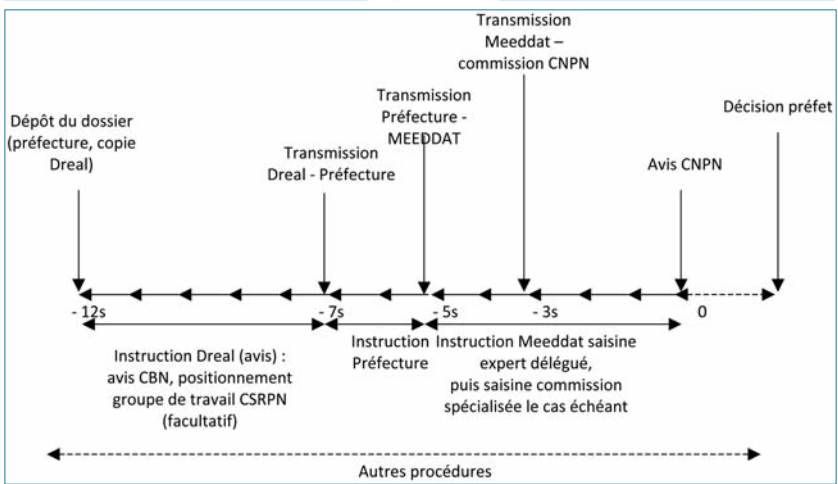 Transmission
Meeddat –
commission CNPN
Transmission
Préfecture -
MEEDDAT
Décision préfet
Dépôt du dossier
(préfecture, copie
Dreal)
Transmission
Dreal - Préfecture
Avis CNPN
- 12s
- 7s
- 5s
- 3s
0
Instruction Dreal (avis) :
avis CBN, positionnement
groupe de travail CSRPN
(facultatif)
Instruction
Préfecture
Instruction Meeddat saisine
expert délégué,
puis saisine commission
spécialisée le cas échéant
Autres procédures